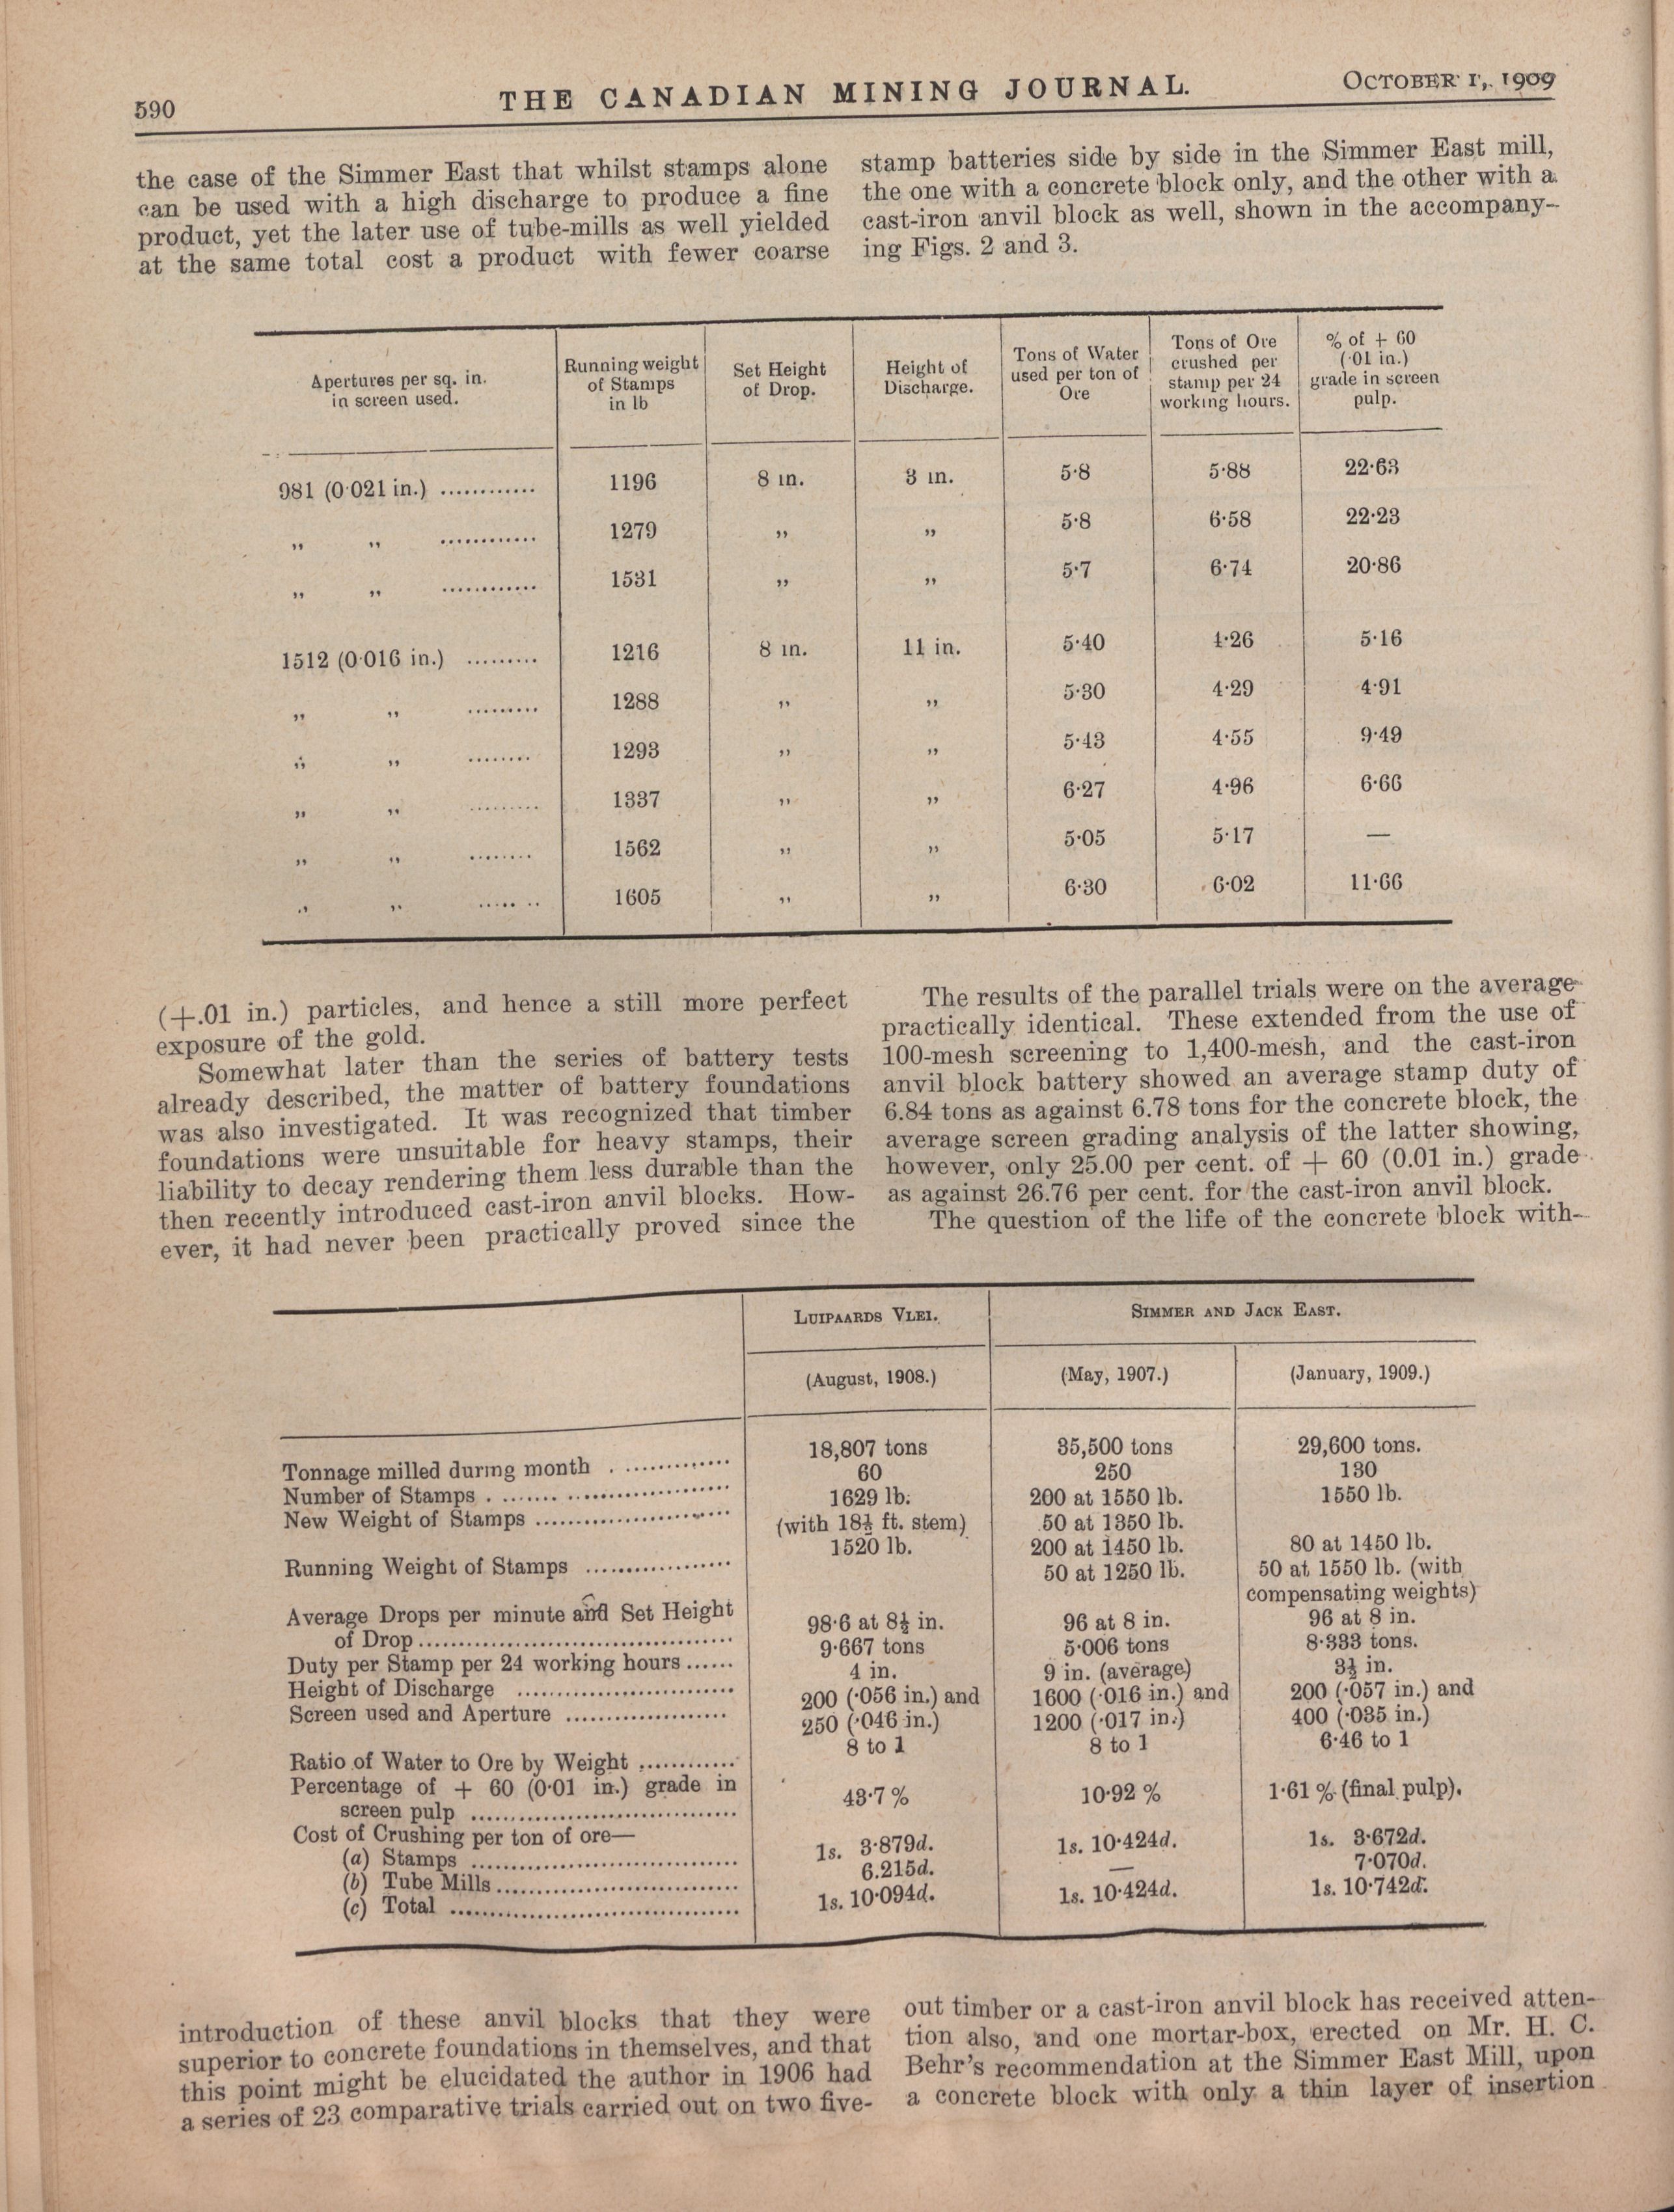 590
THE CANADIAN MINING JOURNAL.
OCTOBER 1, 1909
the case of the Simmer East that whilst stamps alone
can be used with a high discharge to produce a fine
product, yet the later use of tube-mills as well yielded
at the same total cost a product with fewer coarse
stamp batteries side by side in the Simmer East mill,
the one with a concrete block only, and the other with a
cast-iron anvil block as well, shown in the accompany-
ing Figs. 2 and 3.
Apertures per sq. in.
in screen used.
Running weight
of Stamps
in lb
Set Height
of Drop.
Height of
Discharge.
Tons of Water
used per ton of
Ore
Tons of Ore
crushed per
stamp per 24
working hours.
% of + 60
(·01 in.)
grade in screen
pulp.
981 (0·021 in.) ............ 1196 8 in. 3 in. 5·8 5·88 22·63
,, ,, ............ 1279 ,, ,, 5·8 6·58 22·23
,, ,, ............ 1531 ,, ,, 5·7 6·74 20·86
1512 (0·016 in.) ......... 1216 8 in. 11 in. 5·40 4·26 5·16
,, ,, ......... 1288 ,, ,, 5·30 4·29 4·91
,, ,, ........ 1293 ,, ,, 5·43 4·55 9·49
,, ,, ......... 1337 ,, ,, 6·27 4·96 6·66
,, ,, ........ 1562 ,, ,, 5·05 5·17 —
,, ,, ..... .. 1605 ,, ,, 6·30 6·02 11·66
(+.01 in.) particles, and hence a still more perfect
exposure of the gold.
Somewhat later than the series of battery tests
already described, the matter of battery foundations
was also investigated. It was recognized that timber
foundations were unsuitable for heavy stamps, their
liability to decay rendering them less durable than the
then recently introduced cast-iron anvil blocks. How-
ever, it had never been practically proved since the
The results of the parallel trials were on the average
practically identical. These extended from the use of
100-mesh screening to 1,400-mesh, and the cast-iron
anvil block battery showed an average stamp duty of
6.84 tons as against 6.78 tons for the concrete block, the
average screen grading analysis of the latter showing,
however, only 25.00 per cent. of + 60 (0.01 in.) grade
as against 26.76 per cent. for the cast-iron anvil block.
The question of the life of the concrete block with-
LUIPAARDS VLEI. SIMMER AND JACK EAST.
(August, 1908.) (May, 1907.) (January, 1909.)
Tonnage milled during month . ............ 18,807 tons 35,500 tons 29,600 tons.
Number of Stamps . ....... .................... 60 250 130
New Weight of Stamps ........................ 1629 lb. 200 at 1550 lb. 1550 lb.
(with 18½ ft. stem) 50 at 1350 lb.
Running Weight of Stamps .................. 1520 lb. 200 at 1450 lb. 80 at 1450 lb.
50 at 1250 lb. 50 at 1550 lb. (with
compensating weights)
Average Drops per minute and Set Height
of Drop....................................... 98·6 at 8½ in. 96 at 8 in. 96 at 8 in.
Duty per Stamp per 24 working hours...... 9·667 tons 5·006 tons 8·333 tons.
Height of Discharge ........................... 4 in. 9 in. (average) 3½ in.
Screen used and Aperture .................... 200 (·056 in.) and 1600 (·016 in.) and 200 (·057 in.) and
250 (·046 in.) 1200 (·017 in.) 400 (·035 in.)
Ratio of Water to Ore by Weight ............ 8 to 1 8 to 1 6·46 to 1
Percentage of + 60 (0·01 in.) grade in
screen pulp ................................. 43·7 % 10·92 % 1·61 % (final pulp).
Cost of Crushing per ton of ore—
(a) Stamps ................................. 1s. 3·879d. 1s. 10·424d. 1s. 3·672d.
(b) Tube Mills.............................. 6.215d. — 7·070d.
(c) Total .................................... 1s. 10·094d. 1s. 10·424d. 1s. 10·742d.
introduction of these anvil blocks that they were
superior to concrete foundations in themselves, and that
this point might be elucidated the author in 1906 had
a series of 23 comparative trials carried out on two five-
out timber or a cast-iron anvil block has received atten-
tion also, and one mortar-box, erected on Mr. H. C.
Behr's recommendation at the Simmer East Mill, upon
a concrete block with only a thin layer of insertion